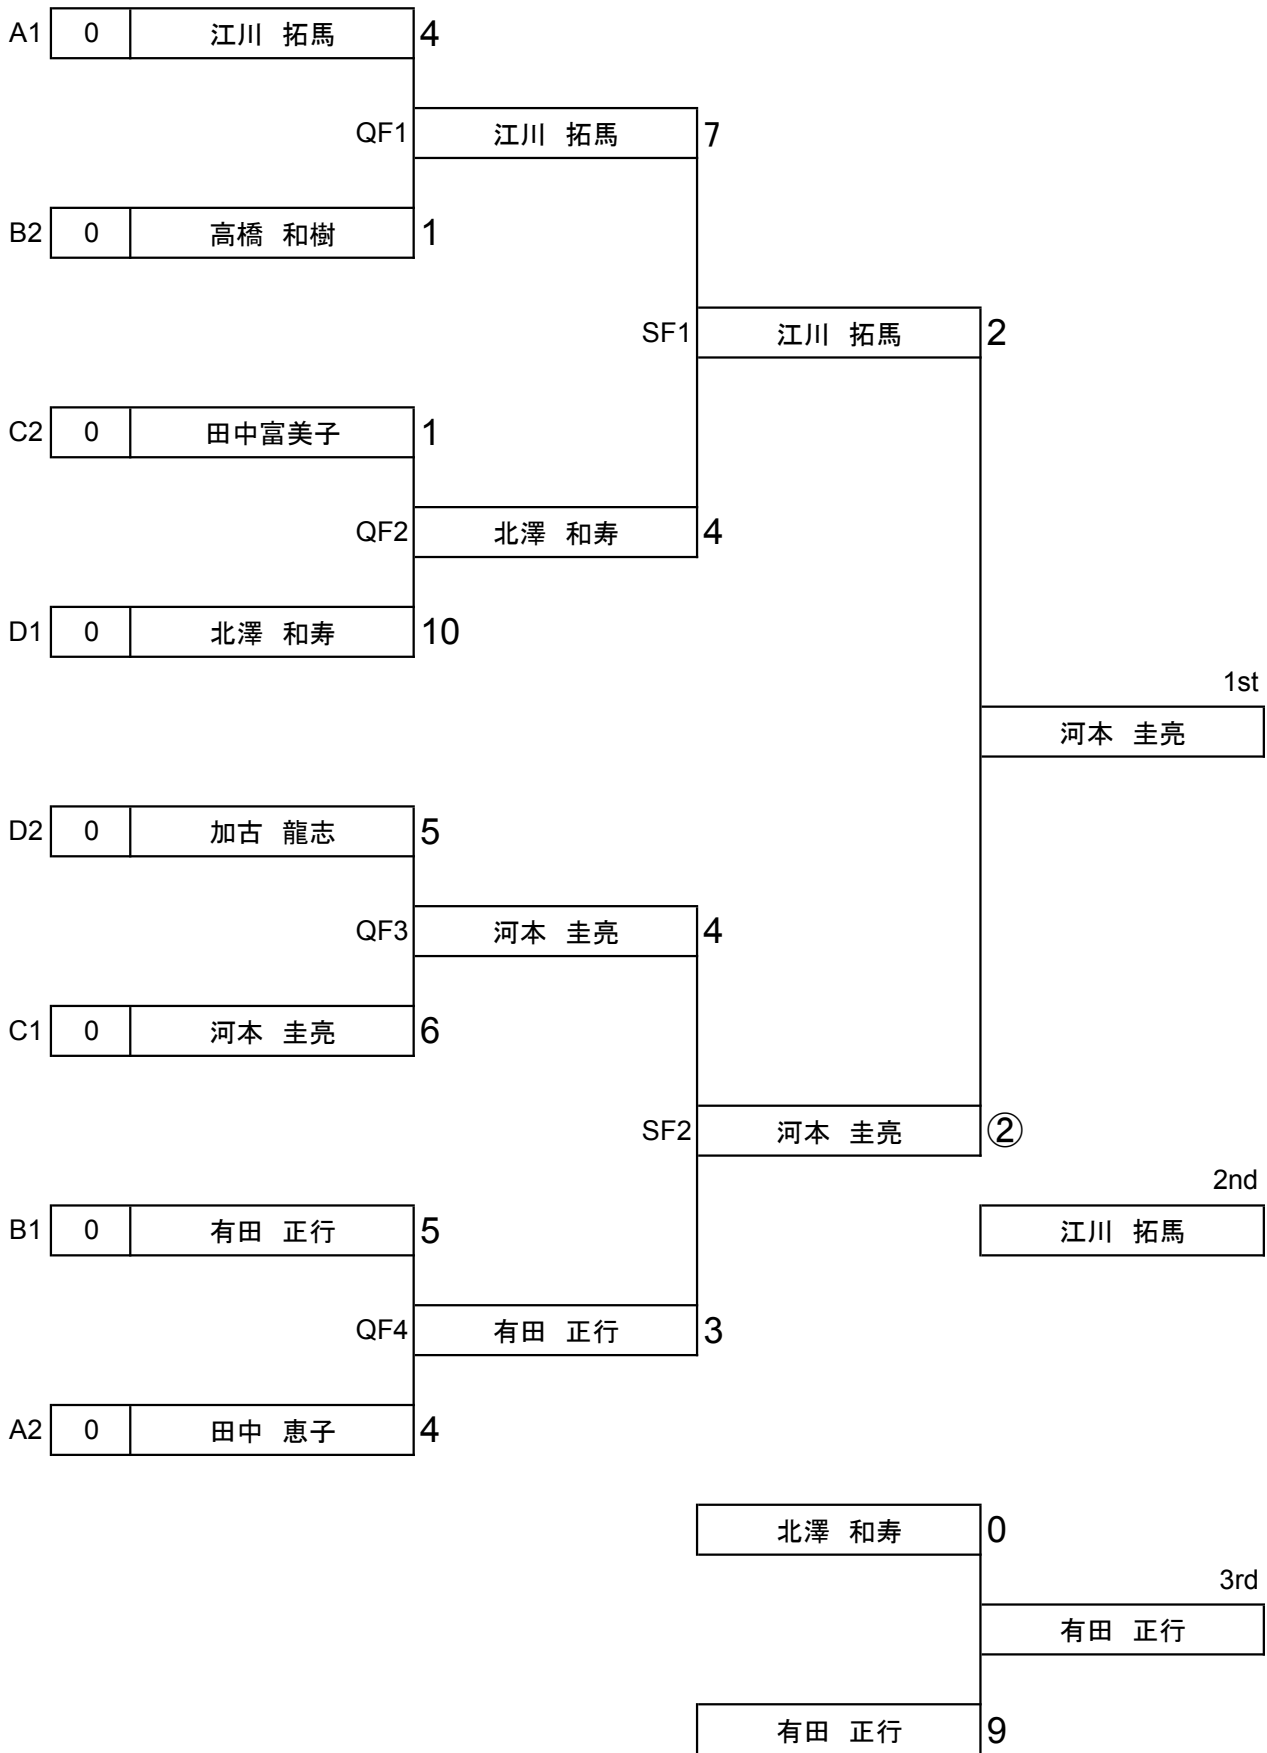 A1 0 江川 拓馬 4
QF1 江川 拓馬 7
B2 0 高橋 和樹 1
SF1 江川 拓馬 2
C2 0 田中富美子 1
QF2 北澤 和寿 4
D1 0 北澤 和寿 10
1st
河本 圭亮
D2 0 加古 龍志 5
QF3 河本 圭亮 4
C1 0 河本 圭亮 6
SF2 河本 圭亮 ②
2nd
B1 0 有田 正行 5
江川 拓馬
QF4 有田 正行 3
A2 0 田中 恵子 4
北澤 和寿 0
3rd
有田 正行
有田 正行 9